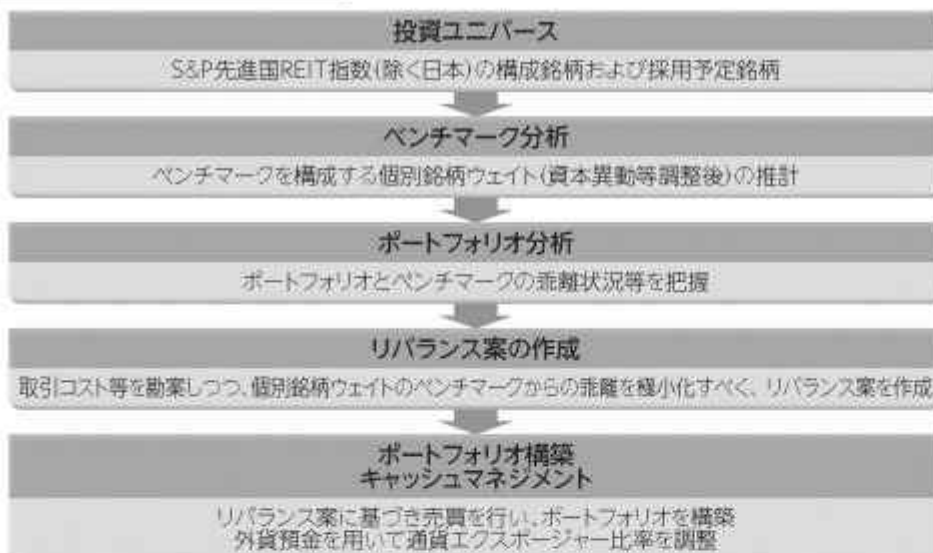 投資ユニバース
S&P先進国REIT指数(除く日本)の構成銘柄および採用予定銘柄
ベンチマーク分析
ベンチマークを構成する個別銘柄ウェイト(資本異動等調整後)の推計
ポートフォリオ分析
ポートフォリオとベンチマークの乖離状況等を把握
リバランス案の作成
取引コスト等を勘案しつつ、個別銘柄ウェイトのベンチマークからの乖離を極小化すべく、リバランス案を作成
ポートフォリオ構築
キャッシュマネジメント
リバランス案に基づき売買を行い、ポートフォリオを構築
外貨預金を用いて通貨エクスポージャー比率を調整